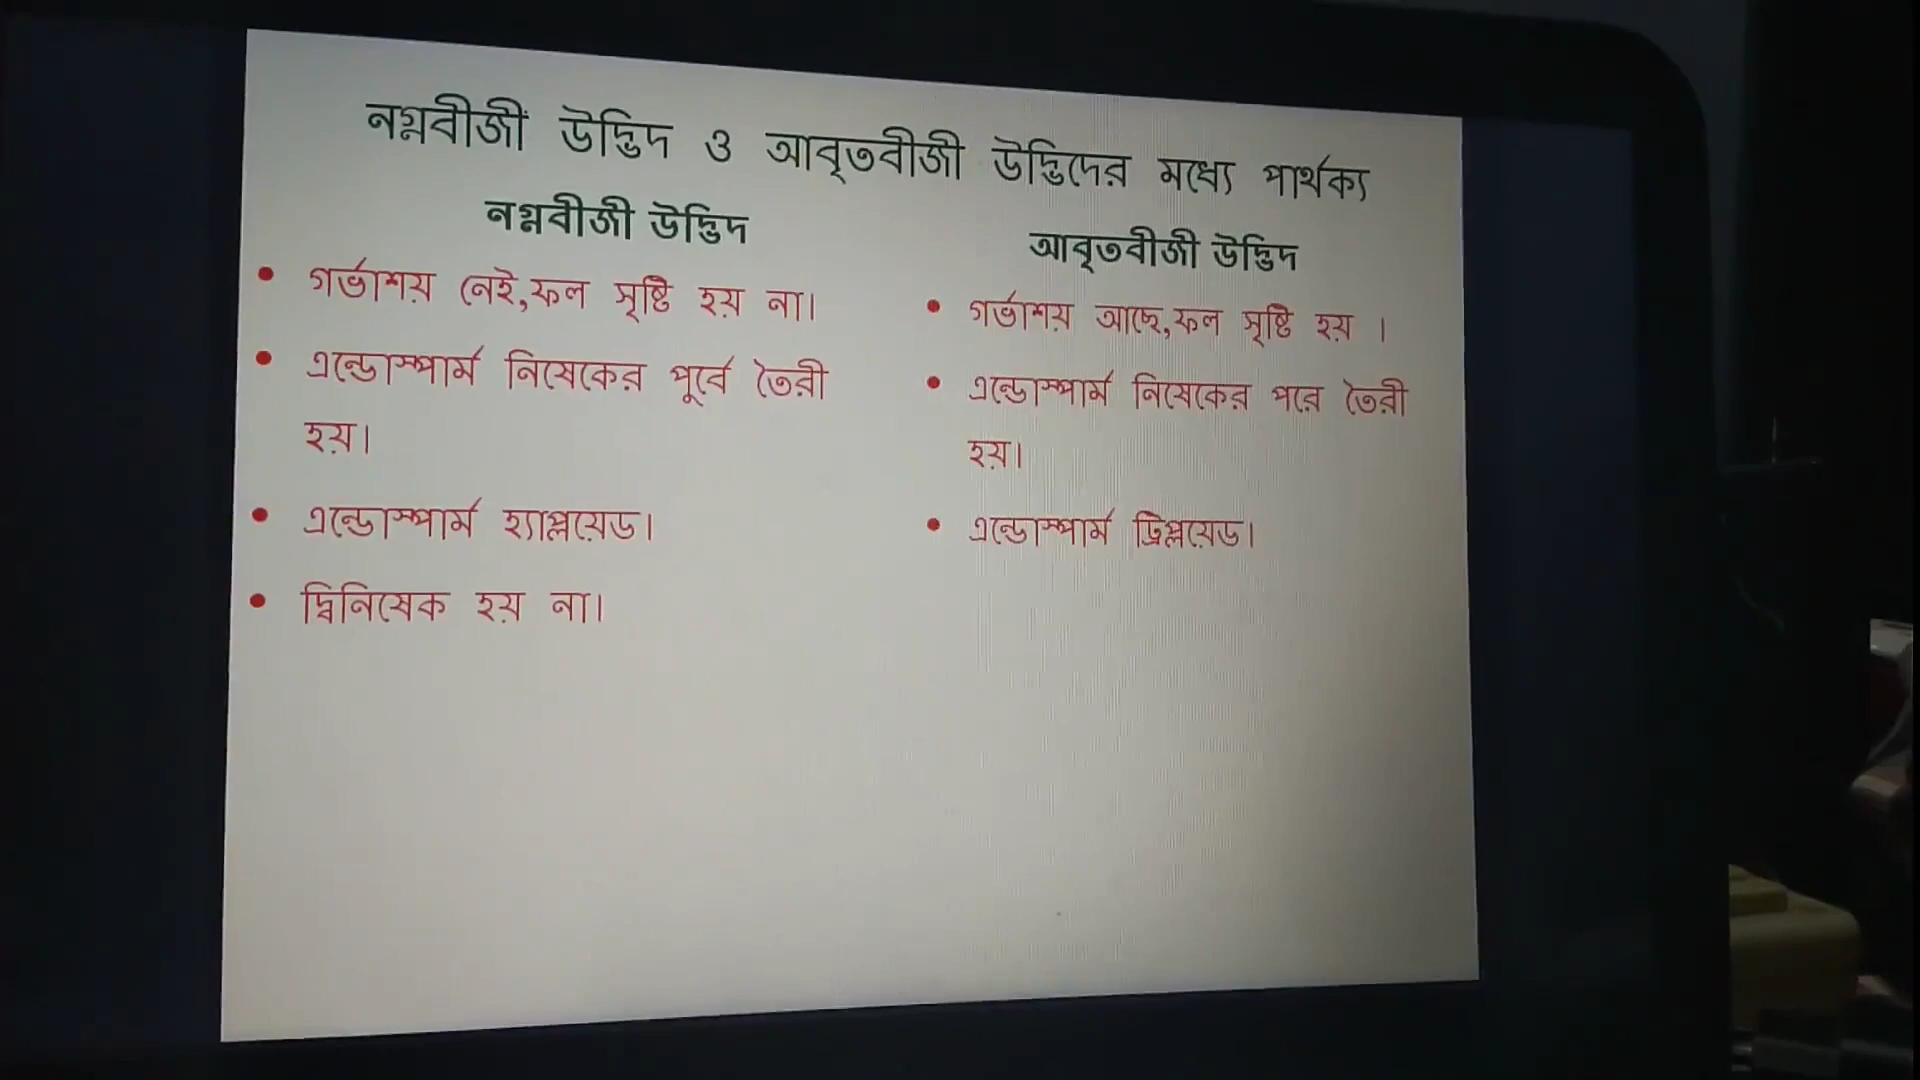 নগ্নবীজী উদ্ভিদ ও আবৃতবীজী উদ্ভিদের মধ্যে পার্থক্য
নগ্নবীজী উদ্ভিদ
• গর্ভাশয় নেই,ফল সৃষ্টি হয় না।
• এন্ডোস্পার্ম নিষেকের পূর্বে তৈরী
হয়।
• এন্ডোস্পার্ম হ্যাপ্লয়েড।
• দ্বিনিষেক হয় না।
আবৃতবীজী উদ্ভিদ
• গর্ভাশয় আছে,ফল সৃষ্টি হয় ।
• এন্ডোস্পার্ম নিষেকের পরে তৈরী
হয়।
• এন্ডোস্পার্ম ট্রিপ্লয়েড।